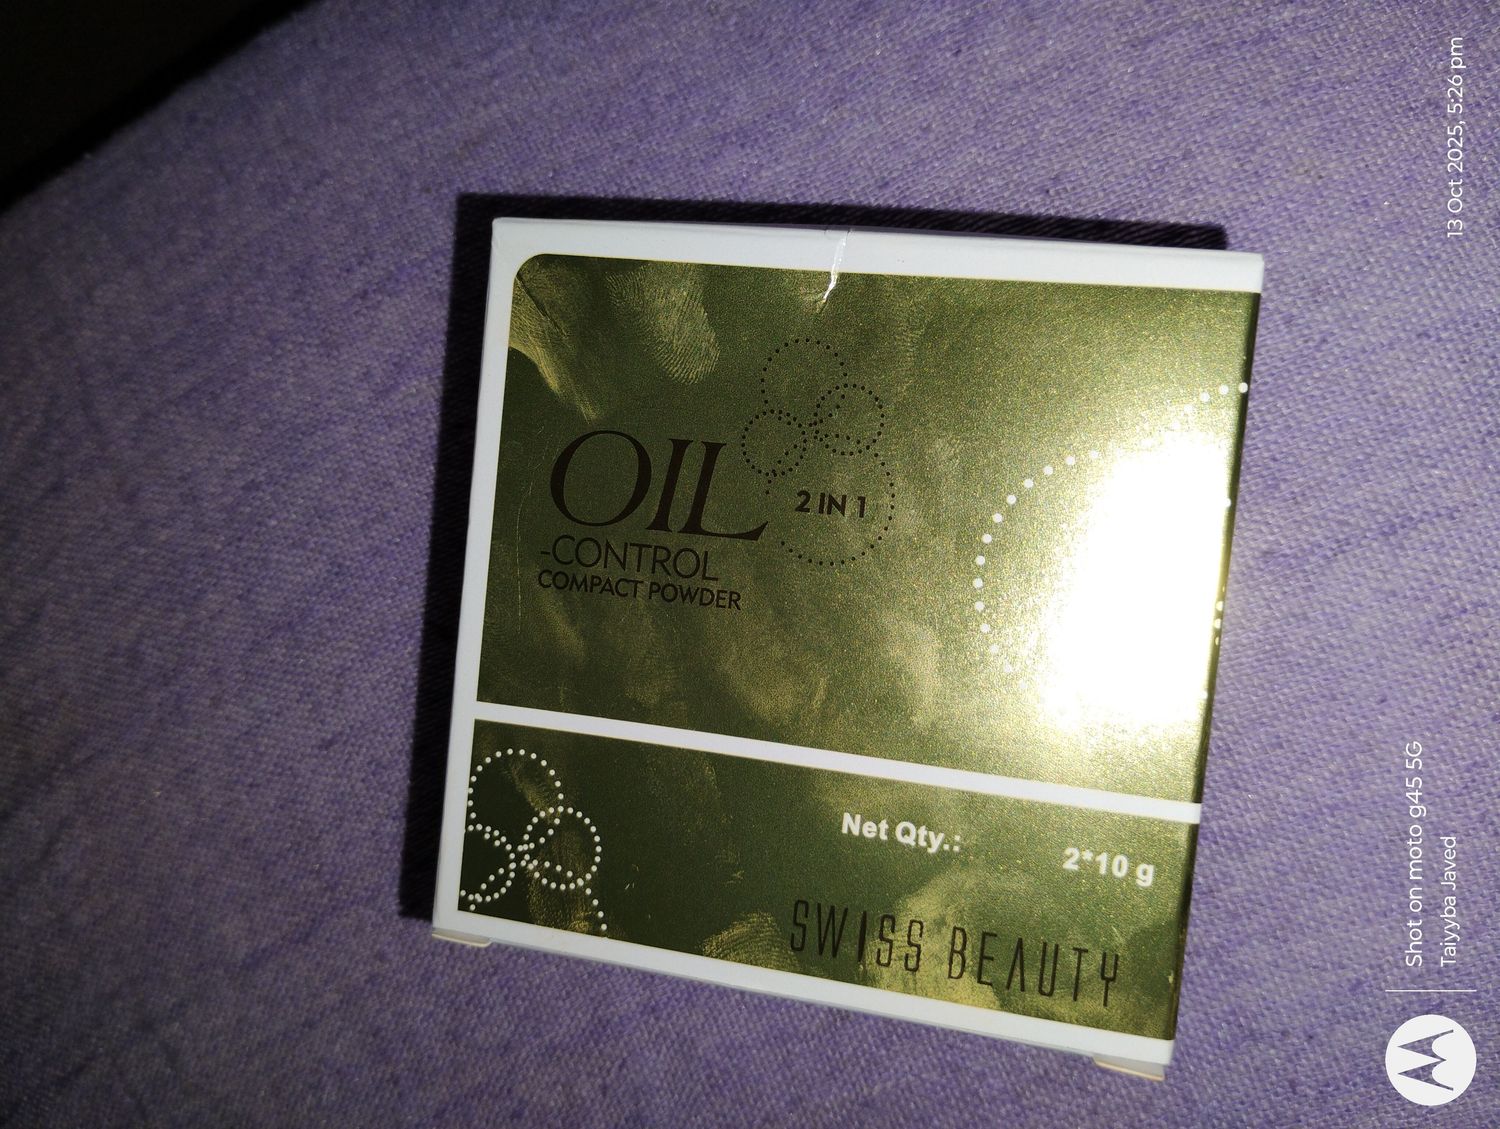 OIL
2 IN 1
-CONTROL
COMPACT POWDER
Net Qty.:
2*10 g
SWISS BEAUTY
Shot on moto g45 5G
Taiyyba Javed
13 Oct 2025, 5:26 pm